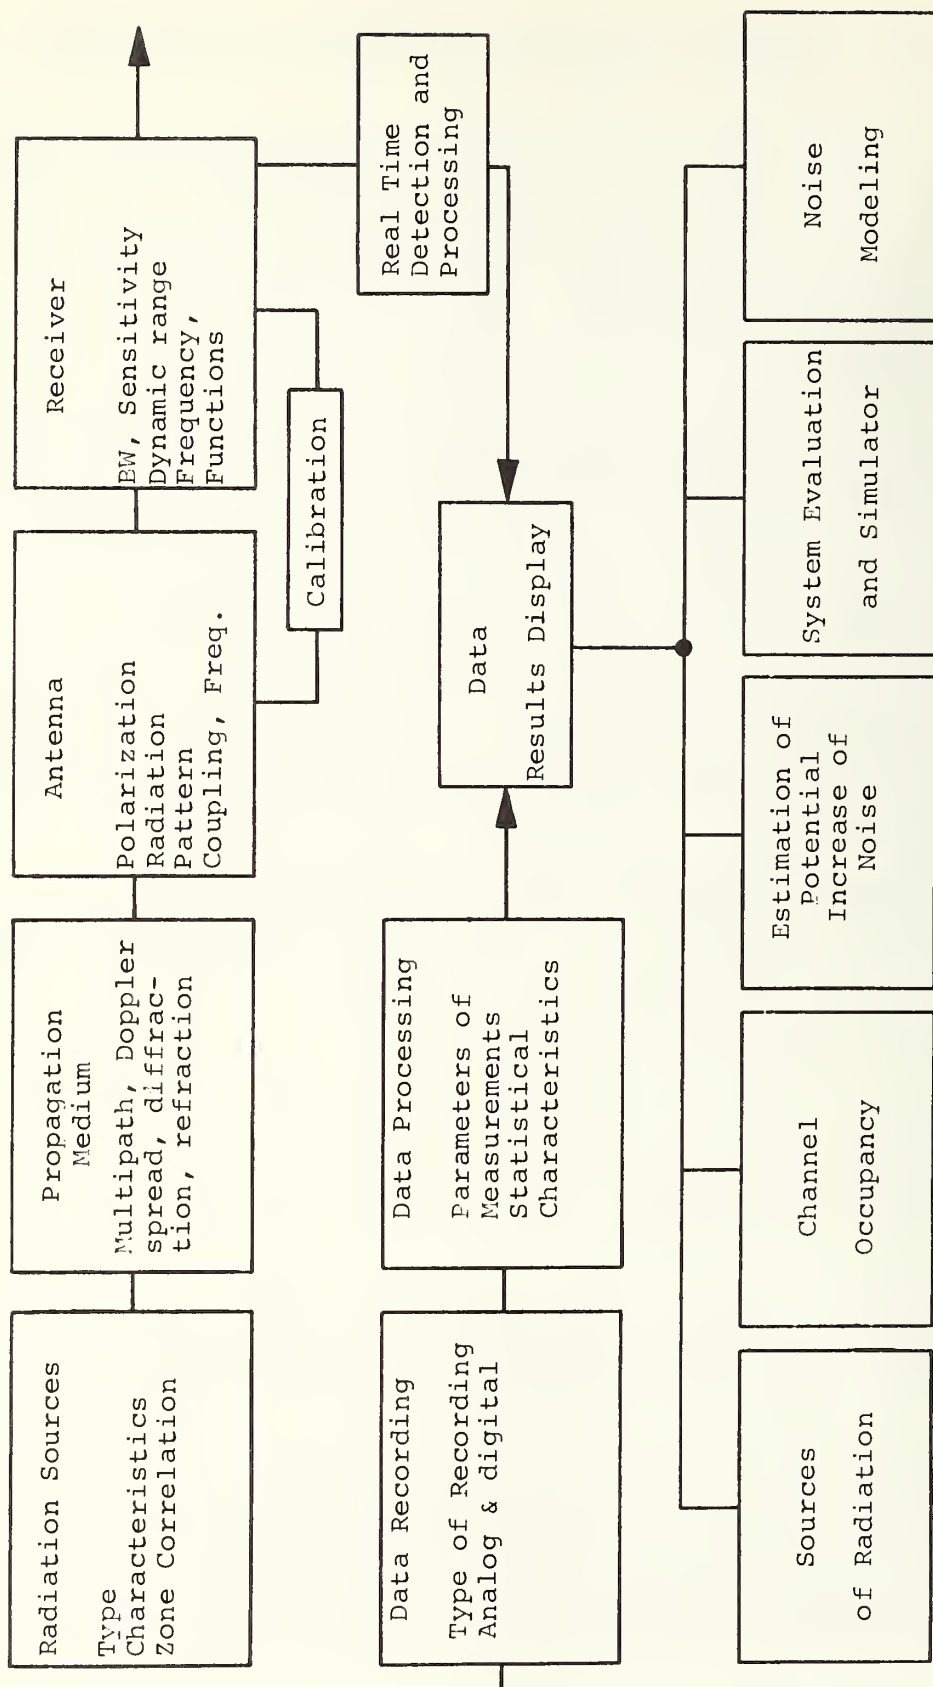 Radiation Sources
Type
Characteristics
Zone Correlation
Propagation
Medium
Multipath, Doppler
spread, diffrac-
tion, refraction
Antenna
Polarization
Radiation
Pattern
Coupling, Freq.
Receiver
BW, Sensitivity
Dynamic range
Frequency,
Functions
Calibration
Real Time
Detection and
Processing
Data Recording
Type of Recording
Analog & digital
Data Processing
Parameters of
Measurements
Statistical
Characteristics
Data
Results Display
Sources
of Radiation
Channel
Occupancy
Estimation of
Potential
Increase of
Noise
System Evaluation
and Simulator
Noise
Modeling